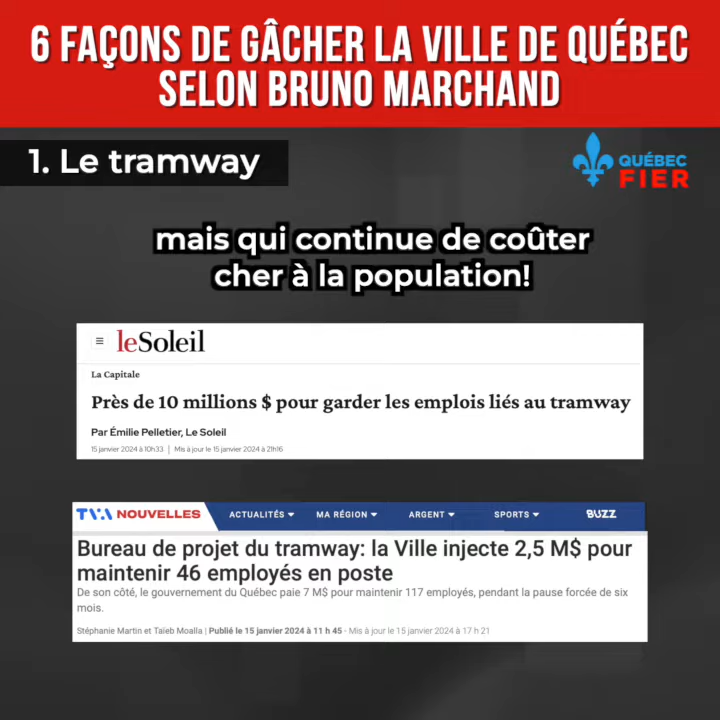 6 FAÇONS DE GÂCHER LA VILLE DE QUÉBEC
SELON BRUNO MARCHAND
1. Le tramway
QUÉBEC
FIER
mais qui continue de coûter
cher à la population!
leSoleil
La Capitale
Près de 10 millions $ pour garder les emplois liés au tramway
Par Émilie Pelletier, Le Soleil
15 janvier 2024 à 10h33 | Mis à jour le 15 janvier 2024 à 21h16
TVA NOUVELLES ACTUALITÉS MA RÉGION ARGENT SPORTS BUZZ
Bureau de projet du tramway: la Ville injecte 2,5 M$ pour
maintenir 46 employés en poste
De son côté, le gouvernement du Québec paie 7 M$ pour maintenir 117 employés, pendant la pause forcée de six
mois.
Stéphanie Martin et Taïeb Moalla | Publié le 15 janvier 2024 à 11 h 45 - Mis à jour le 15 janvier 2024 à 17 h 21